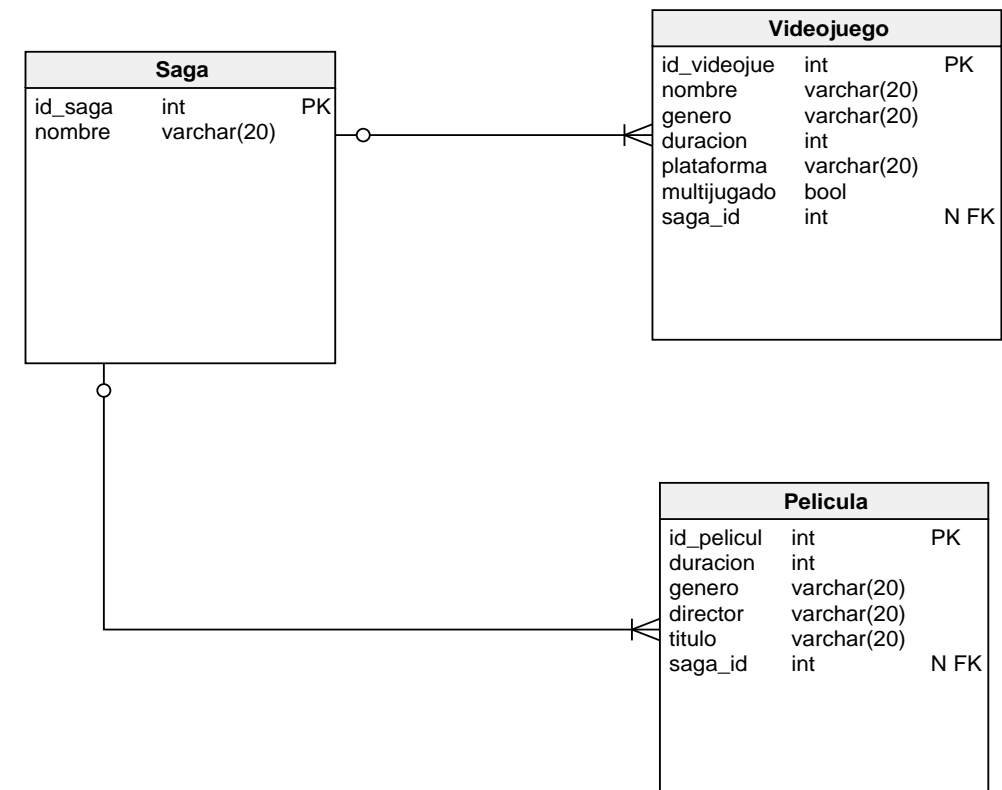 Saga
id_saga int PK
nombre varchar(20)
Videojuego
id_videojue int PK
nombre varchar(20)
genero varchar(20)
duracion int
plataforma varchar(20)
multijugado bool
saga_id int N FK
Pelicula
id_pelicul int PK
duracion int
genero varchar(20)
director varchar(20)
titulo varchar(20)
saga_id int N FK